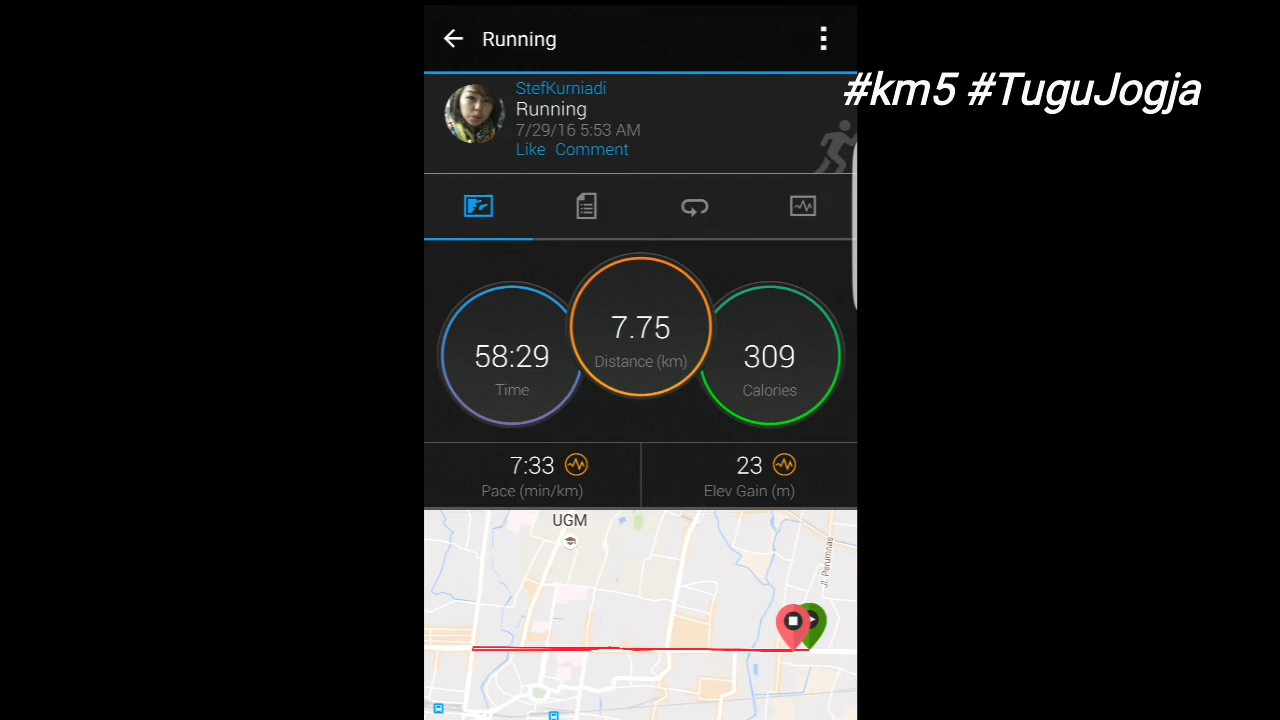 Running
#km5 #TuguJogja
StefKurniadi
Running
7/29/16 5:53 AM
Like Comment
7.75
Distance (km)
58:29
Time
309
Calories
7:33
Pace (min/km)
23
Elev Gain (m)
UGM
Jl. Perumnas